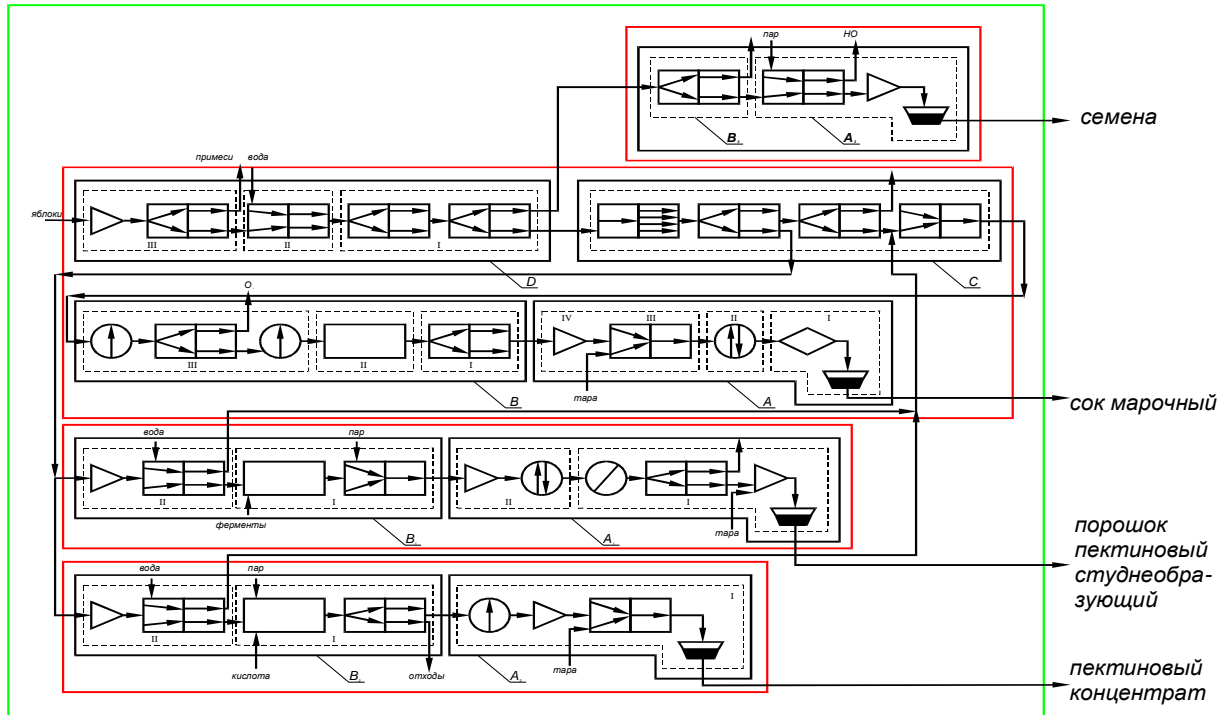 пар
НО
B
A
семена
примеси
вода
яблоки
III
II
I
D
C
О
IV
III
II
I
III
II
I
тара
B
A
сок марочный
вода
пар
II
I
II
I
ферменты
тара
B
A
порошок
пектиновый
студнеобра-
зующий
вода
пар
I
II
I
кислота
отходы
тара
B
A
пектиновый
концентрат